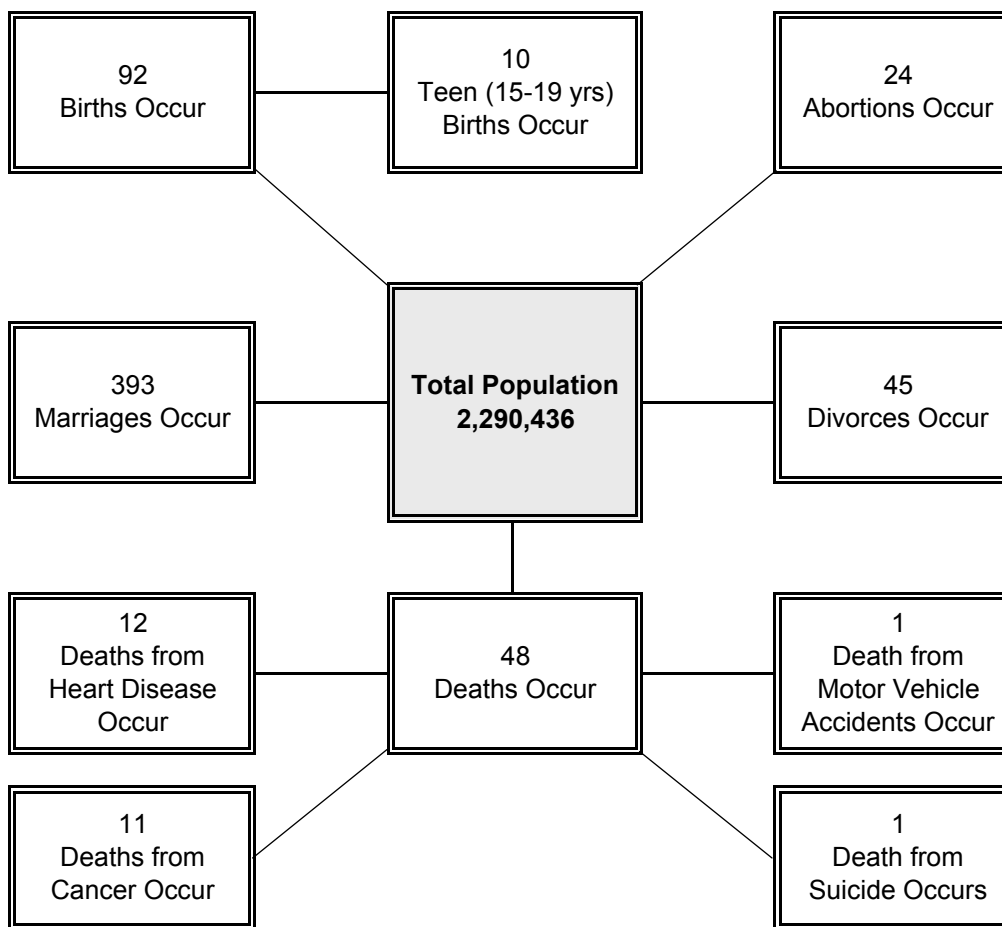 92
Births Occur
10
Teen (15-19 yrs)
Births Occur
24
Abortions Occur
393
Marriages Occur
Total Population
2,290,436
45
Divorces Occur
12
Deaths from
Heart Disease
Occur
48
Deaths Occur
1
Death from
Motor Vehicle
Accidents Occur
11
Deaths from
Cancer Occur
1
Death from
Suicide Occurs